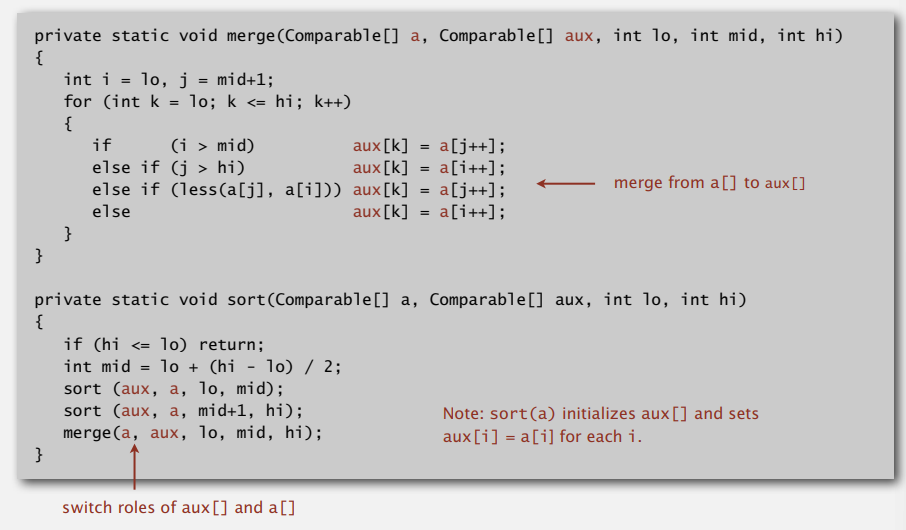 private static void merge(Comparable[] a, Comparable[] aux, int lo, int mid, int hi)
{
int i = lo, j = mid+1;
for (int k = lo; k <= hi; k++)
{
if (i > mid) aux[k] = a[j++];
else if (j > hi) aux[k] = a[i++];
else if (less(a[j], a[i])) aux[k] = a[j++];
merge from a[] to aux[]
else aux[k] = a[i++];
}
}
private static void sort(Comparable[] a, Comparable[] aux, int lo, int hi)
{
if (hi <= lo) return;
int mid = lo + (hi - lo) / 2;
sort (aux, a, lo, mid);
sort (aux, a, mid+1, hi);
merge(a, aux, lo, mid, hi);
}
Note: sort(a) initializes aux[] and sets
aux[i] = a[i] for each i.
switch roles of aux[] and a[]